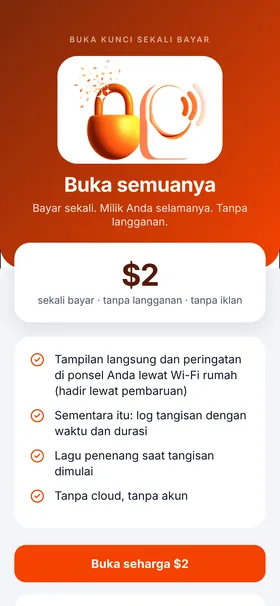 BUKA KUNCI SEKALI BAYAR
Buka semuanya
Bayar sekali. Milik Anda selamanya. Tanpa
langganan.
$2
sekali bayar · tanpa langganan · tanpa iklan
Tampilan langsung dan peringatan
di ponsel Anda lewat Wi-Fi rumah
(hadir lewat pembaruan)
Sementara itu: log tangisan dengan
waktu dan durasi
Lagu penenang saat tangisan
dimulai
Tanpa cloud, tanpa akun
Buka seharga $2